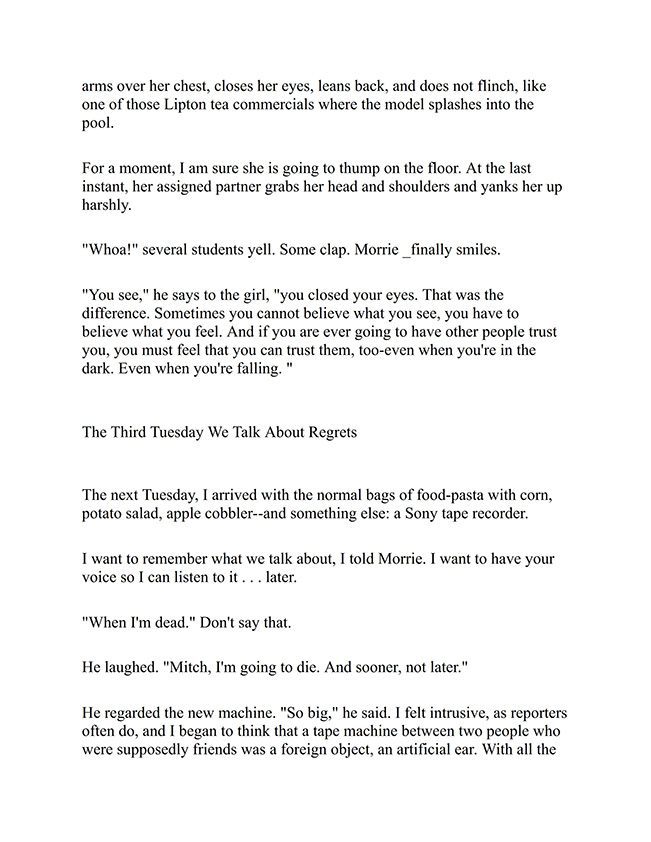 arms over her chest, closes her eyes, leans back, and does not flinch, like
one of those Lipton tea commercials where the model splashes into the
pool.
For a moment, I am sure she is going to thump on the floor. At the last
instant, her assigned partner grabs her head and shoulders and yanks her up
harshly.
"Whoa!" several students yell. Some clap. Morrie _finally smiles.
"You see," he says to the girl, "you closed your eyes. That was the
difference. Sometimes you cannot believe what you see, you have to
believe what you feel. And if you are ever going to have other people trust
you, you must feel that you can trust them, too-even when you're in the
dark. Even when you're falling. "
The Third Tuesday We Talk About Regrets
The next Tuesday, I arrived with the normal bags of food-pasta with corn,
potato salad, apple cobbler--and something else: a Sony tape recorder.
I want to remember what we talk about, I told Morrie. I want to have your
voice so I can listen to it . . . later.
"When I'm dead." Don't say that.
He laughed. "Mitch, I'm going to die. And sooner, not later."
He regarded the new machine. "So big," he said. I felt intrusive, as reporters
often do, and I began to think that a tape machine between two people who
were supposedly friends was a foreign object, an artificial ear. With all the